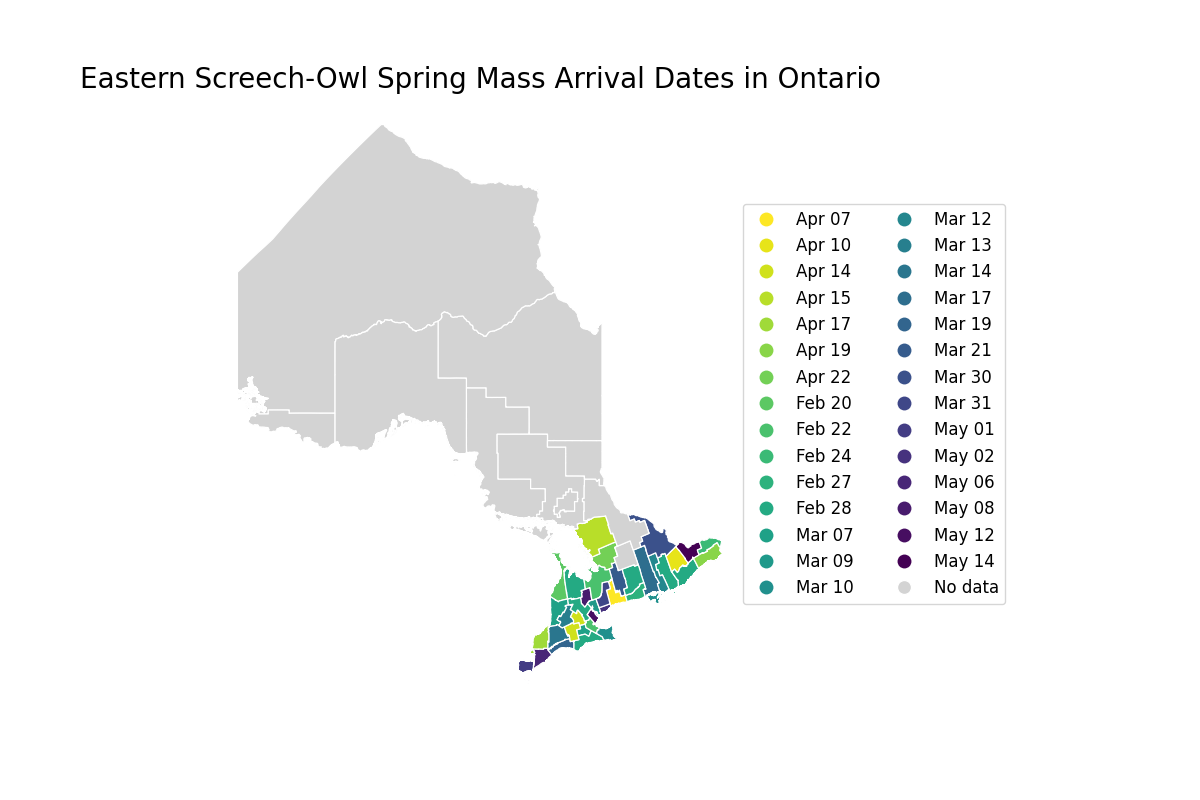 Eastern Screech-Owl Spring Mass Arrival Dates in Ontario
Apr 07
Apr 10
Apr 14
Apr 15
Apr 17
Apr 19
Apr 22
Feb 20
Feb 22
Feb 24
Feb 27
Feb 28
Mar 07
Mar 09
Mar 10
Mar 12
Mar 13
Mar 14
Mar 17
Mar 19
Mar 21
Mar 30
Mar 31
May 01
May 02
May 06
May 08
May 12
May 14
No data